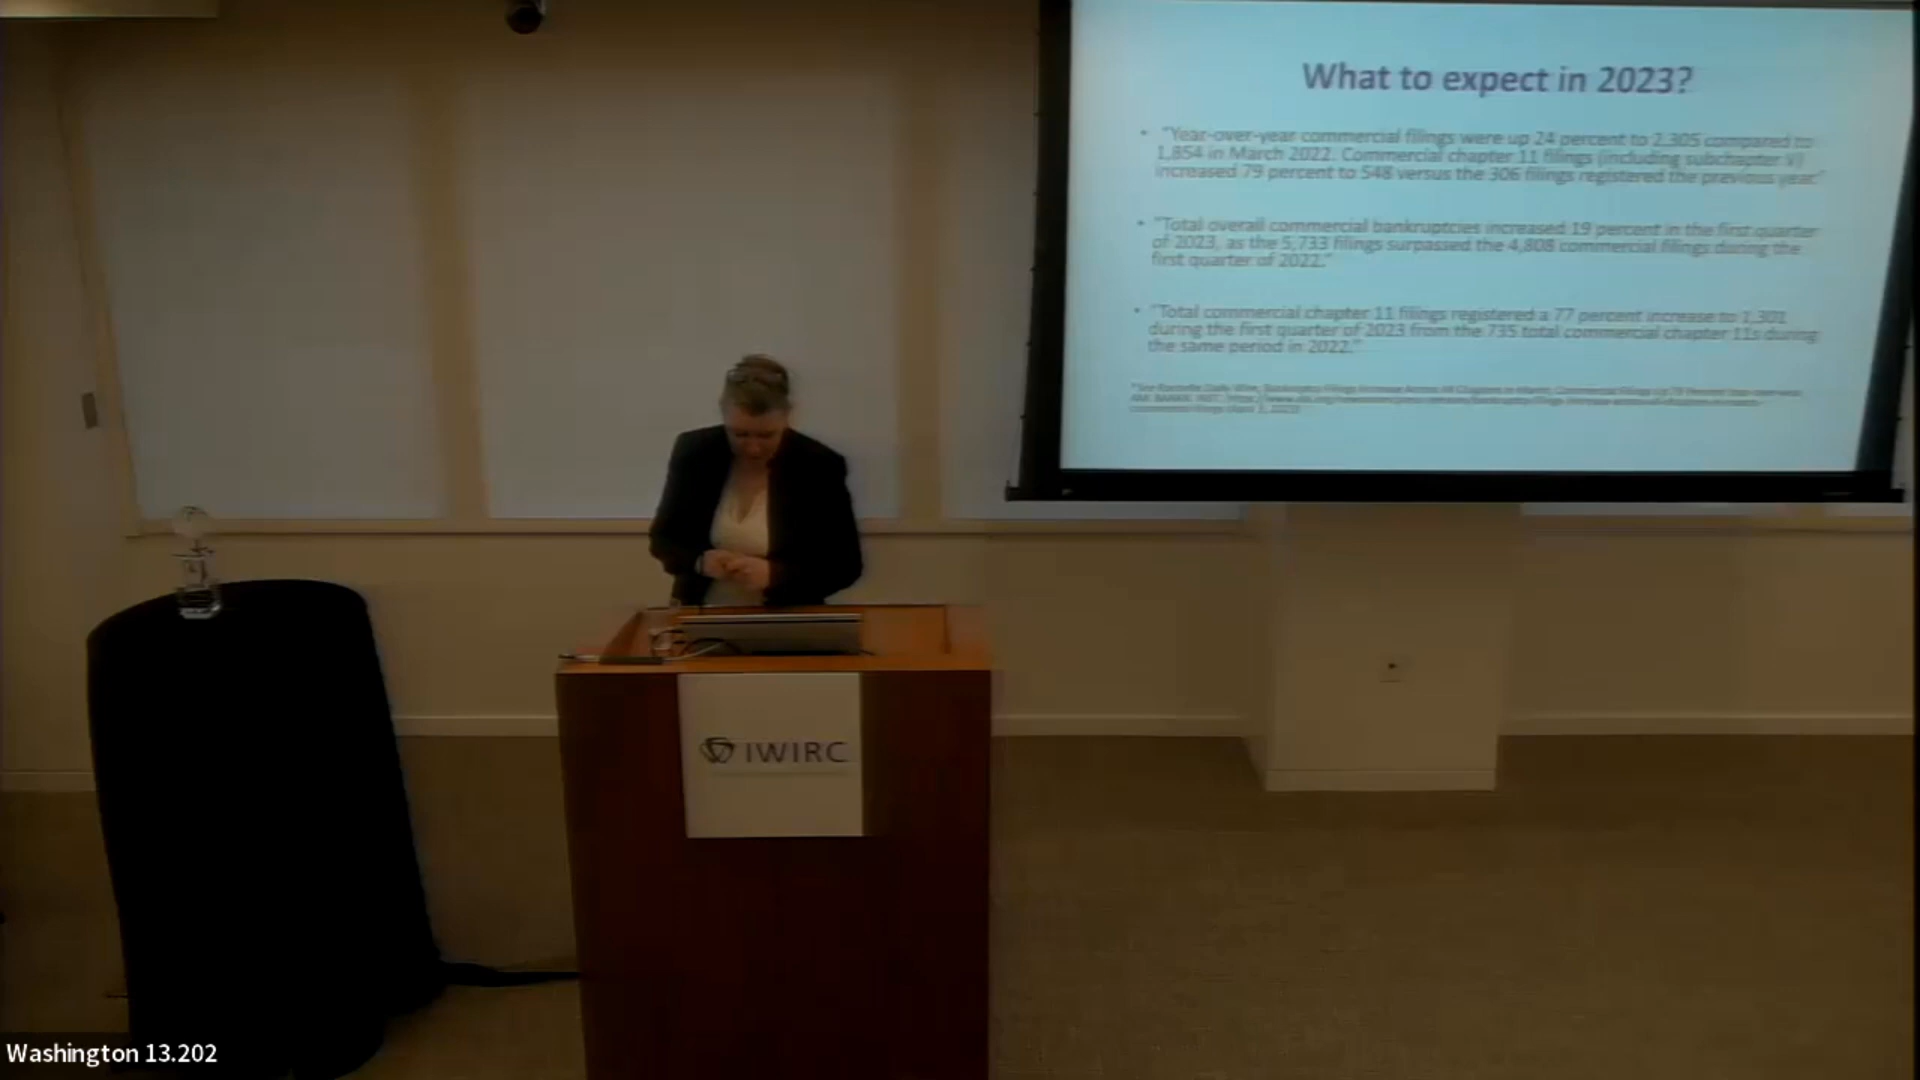 What to expect in 2023?
• "Year-over-year commercial filings were up 24 percent to 2,305 compared to
1,854 in March 2022. Commercial chapter 11 filings (including subchapter V)
increased 79 percent to 548 versus the 306 filings registered the previous year."
• "Total overall commercial bankruptcies increased 19 percent in the first quarter
of 2023, as the 5,733 filings surpassed the 4,808 commercial filings during the
first quarter of 2022."
• "Total commercial chapter 11 filings registered a 77 percent increase to 1,301
during the first quarter of 2023 from the 735 total commercial chapter 11s during
the same period in 2022."
IWIRC
Washington 13.202